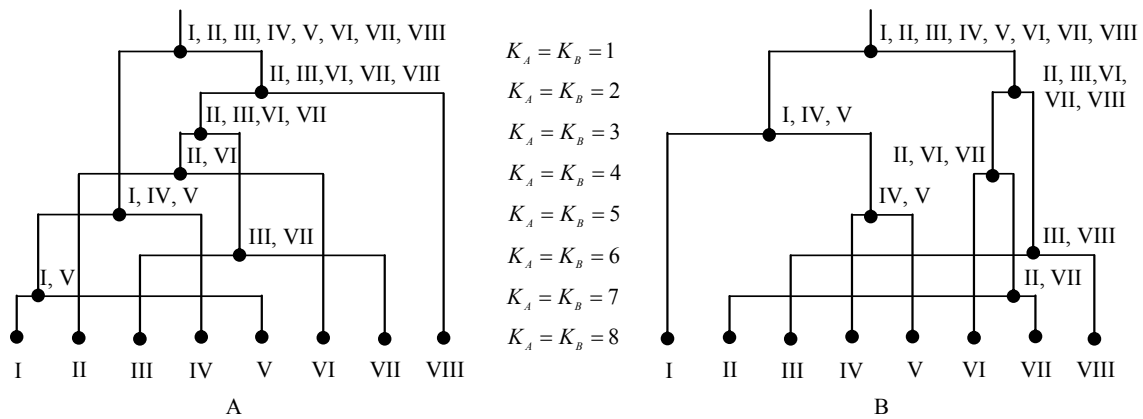 I, II, III, IV, V, VI, VII, VIII
II, III,VI, VII, VIII
II, III,VI, VII
II, VI
I, IV, V
III, VII
I, V
I
II
III
IV
V
VI
VII
VIII
A
K_A = K_B = 1
K_A = K_B = 2
K_A = K_B = 3
K_A = K_B = 4
K_A = K_B = 5
K_A = K_B = 6
K_A = K_B = 7
K_A = K_B = 8
I, II, III, IV, V, VI, VII, VIII
II, III,VI,
VII, VIII
I, IV, V
II, VI, VII
IV, V
III, VIII
II, VII
I
II
III
IV
V
VI
VII
VIII
B